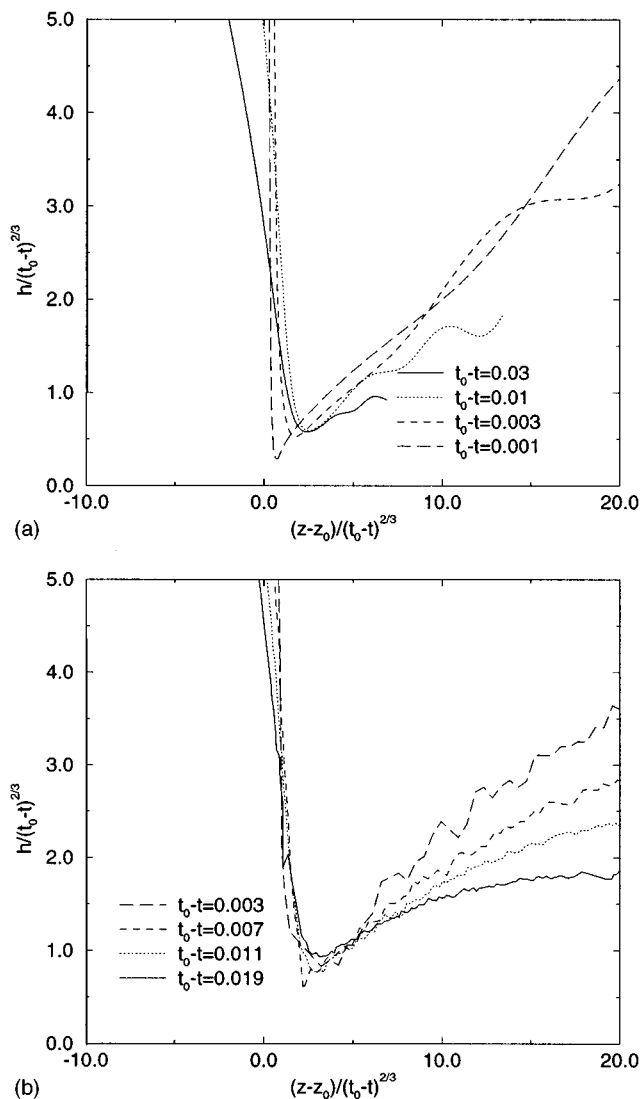 5.0
4.0
3.0
2.0
1.0
0.0
h/(t₀-t)^2/3
t₀-t=0.03
t₀-t=0.01
t₀-t=0.003
t₀-t=0.001
-10.0 0.0 10.0 20.0
(a) (z-z₀)/(t₀-t)^2/3
5.0
4.0
3.0
2.0
1.0
0.0
h/(t₀-t)^2/3
t₀-t=0.003
t₀-t=0.007
t₀-t=0.011
t₀-t=0.019
-10.0 0.0 10.0 20.0
(b) (z-z₀)/(t₀-t)^2/3